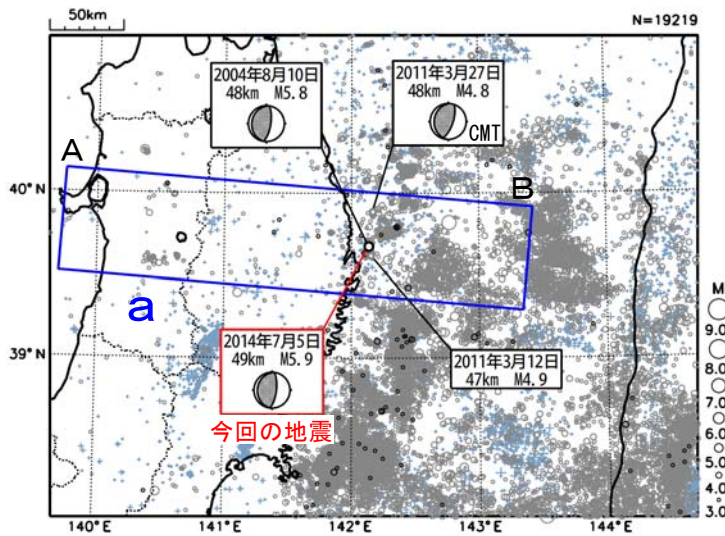 50km
N=19219
2004年8月10日
48km M5.8
2011年3月27日
48km M4.8
CMT
A
B
40°N
a
2014年7月5日
49km M5.9
今回の地震
2011年3月12日
47km M4.9
39°N
M
9.0
8.0
7.0
6.0
5.0
4.0
3.0
140°E
141°E
142°E
143°E
144°E